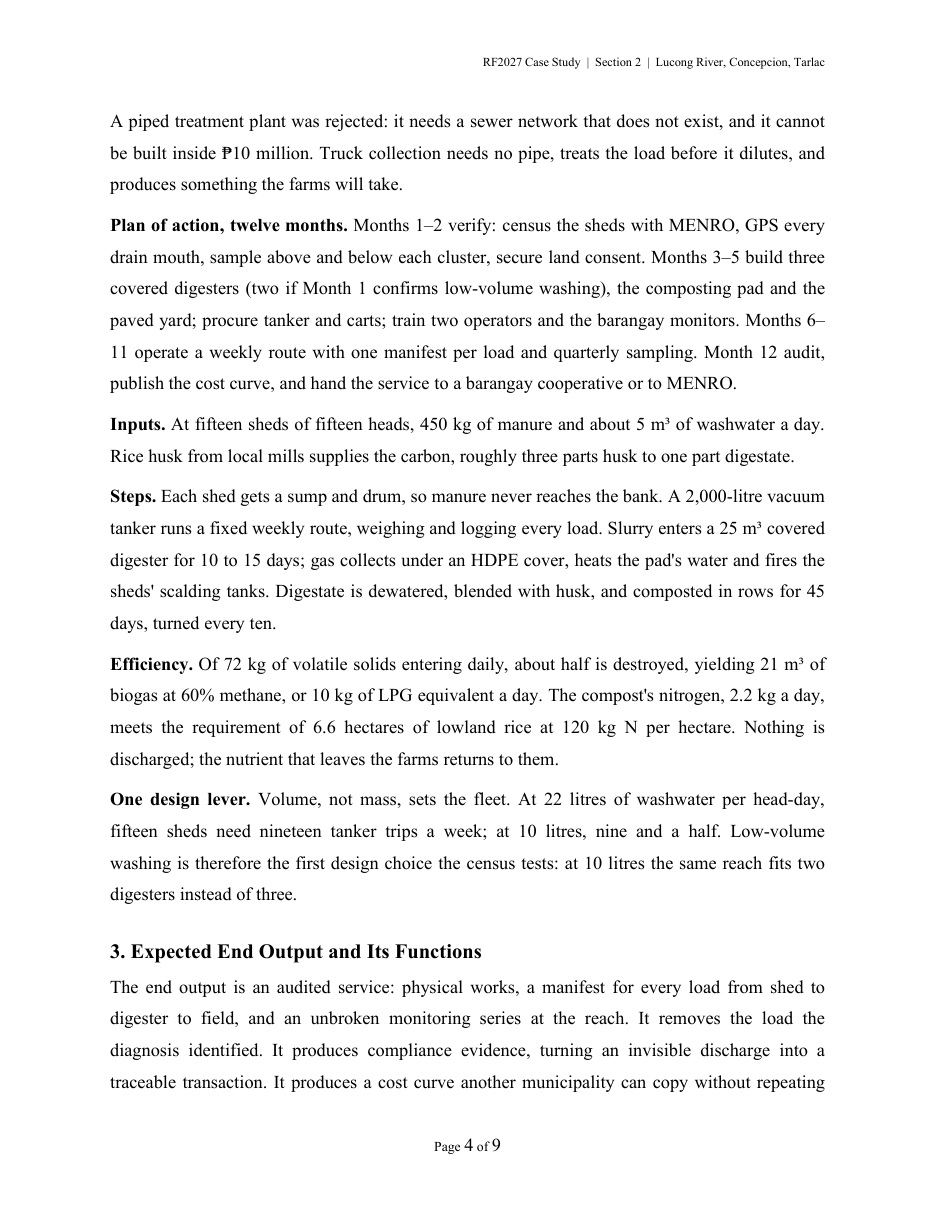 RF2027 Case Study | Section 2 | Lucong River, Concepcion, Tarlac
A piped treatment plant was rejected: it needs a sewer network that does not exist, and it cannot
be built inside ₱10 million. Truck collection needs no pipe, treats the load before it dilutes, and
produces something the farms will take.
Plan of action, twelve months. Months 1–2 verify: census the sheds with MENRO, GPS every
drain mouth, sample above and below each cluster, secure land consent. Months 3–5 build three
covered digesters (two if Month 1 confirms low-volume washing), the composting pad and the
paved yard; procure tanker and carts; train two operators and the barangay monitors. Months 6–
11 operate a weekly route with one manifest per load and quarterly sampling. Month 12 audit,
publish the cost curve, and hand the service to a barangay cooperative or to MENRO.
Inputs. At fifteen sheds of fifteen heads, 450 kg of manure and about 5 m³ of washwater a day.
Rice husk from local mills supplies the carbon, roughly three parts husk to one part digestate.
Steps. Each shed gets a sump and drum, so manure never reaches the bank. A 2,000-litre vacuum
tanker runs a fixed weekly route, weighing and logging every load. Slurry enters a 25 m³ covered
digester for 10 to 15 days; gas collects under an HDPE cover, heats the pad's water and fires the
sheds' scalding tanks. Digestate is dewatered, blended with husk, and composted in rows for 45
days, turned every ten.
Efficiency. Of 72 kg of volatile solids entering daily, about half is destroyed, yielding 21 m³ of
biogas at 60% methane, or 10 kg of LPG equivalent a day. The compost's nitrogen, 2.2 kg a day,
meets the requirement of 6.6 hectares of lowland rice at 120 kg N per hectare. Nothing is
discharged; the nutrient that leaves the farms returns to them.
One design lever. Volume, not mass, sets the fleet. At 22 litres of washwater per head-day,
fifteen sheds need nineteen tanker trips a week; at 10 litres, nine and a half. Low-volume
washing is therefore the first design choice the census tests: at 10 litres the same reach fits two
digesters instead of three.
3. Expected End Output and Its Functions
The end output is an audited service: physical works, a manifest for every load from shed to
digester to field, and an unbroken monitoring series at the reach. It removes the load the
diagnosis identified. It produces compliance evidence, turning an invisible discharge into a
traceable transaction. It produces a cost curve another municipality can copy without repeating
Page 4 of 9